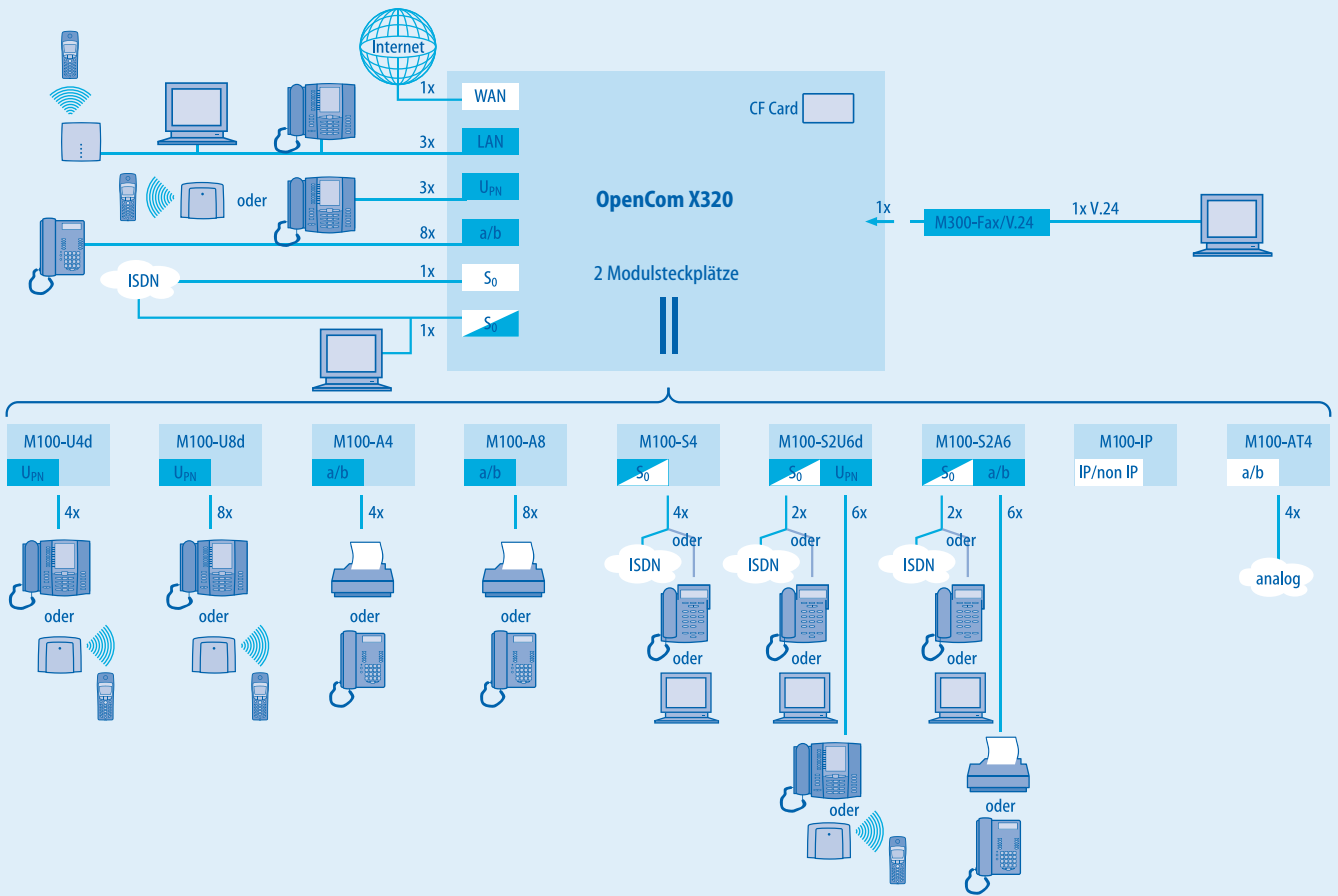 Internet
1x WAN
CF Card
3x LAN
oder
3x UPN
OpenCom X320
1x M300-Fax/V.24 1x V.24
8x a/b
ISDN
1x S0
2 Modulsteckplätze
1x S0
M100-U4d M100-U8d M100-A4 M100-A8 M100-S4 M100-S2U6d M100-S2A6 M100-IP M100-AT4
UPN UPN a/b a/b S0 S0 UPN S0 a/b IP/non IP a/b
4x 8x 4x 8x 4x 2x 6x 2x 6x 4x
oder oder oder
ISDN ISDN ISDN analog
oder oder oder oder
oder oder oder
oder oder